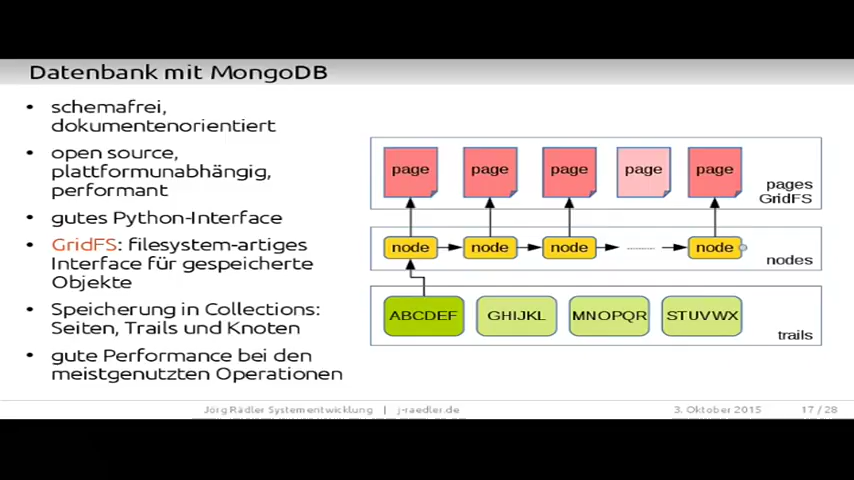 Datenbank mit MongoDB
• schemafrei,
dokumentenorientiert
• open source,
plattformunabhängig,
performant
• gutes Python-Interface
• GridFS: filesystem-artiges
Interface für gespeicherte
Objekte
• Speicherung in Collections:
Seiten, Trails und Knoten
• gute Performance bei den
meistgenutzten Operationen
page page page page page
pages
GridFS
node node node node
nodes
ABCDEF GHIJKL MNOPQR STUVWX
trails
Jörg Rädler Systementwicklung | j-raedler.de 3. Oktober 2015 17 / 28